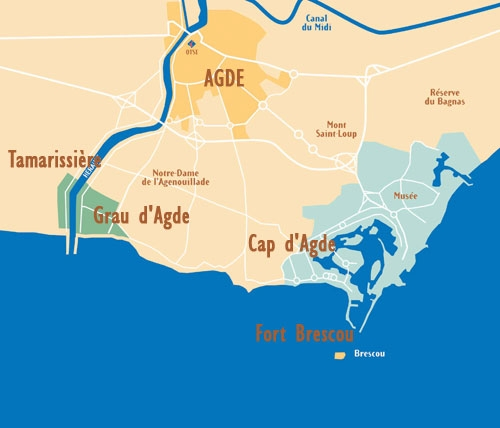 Canal
du Midi
OTSI
AGDE
Réserve
du Bagnas
Mont
Saint-Loup
Tamarissière
Notre-Dame
de l'Agenouillade
Musée
Grau d'Agde
Cap d'Agde
Fort Brescou
Brescou